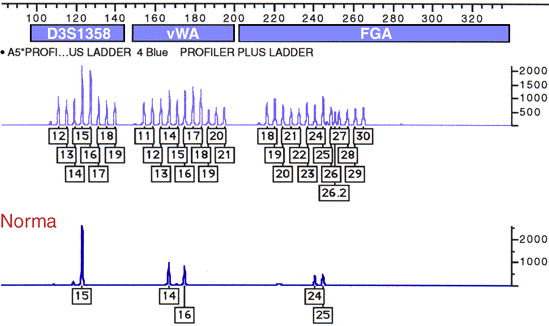 100 120 140 160 180 200 220 240 260 280 300 320
D3S1358 vWA FGA
• A5*PROFI...US LADDER 4 Blue PROFILER PLUS LADDER
2000
1500
1000
500
12 15 18 11 14 17 20 18 21 24 27 30
13 16 19 12 15 18 21 19 22 25 28
14 17 13 16 19 20 23 26 29
26.2
Norma
2000
1000
15 14 24
16 25